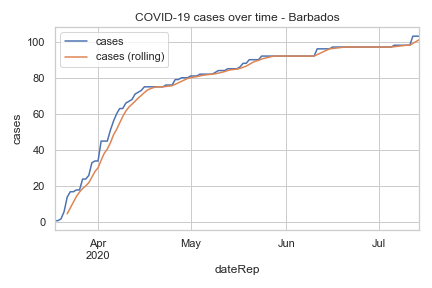 COVID-19 cases over time - Barbados
cases
cases (rolling)
100
80
60
40
20
0
cases
Apr
2020
May
Jun
Jul
dateRep